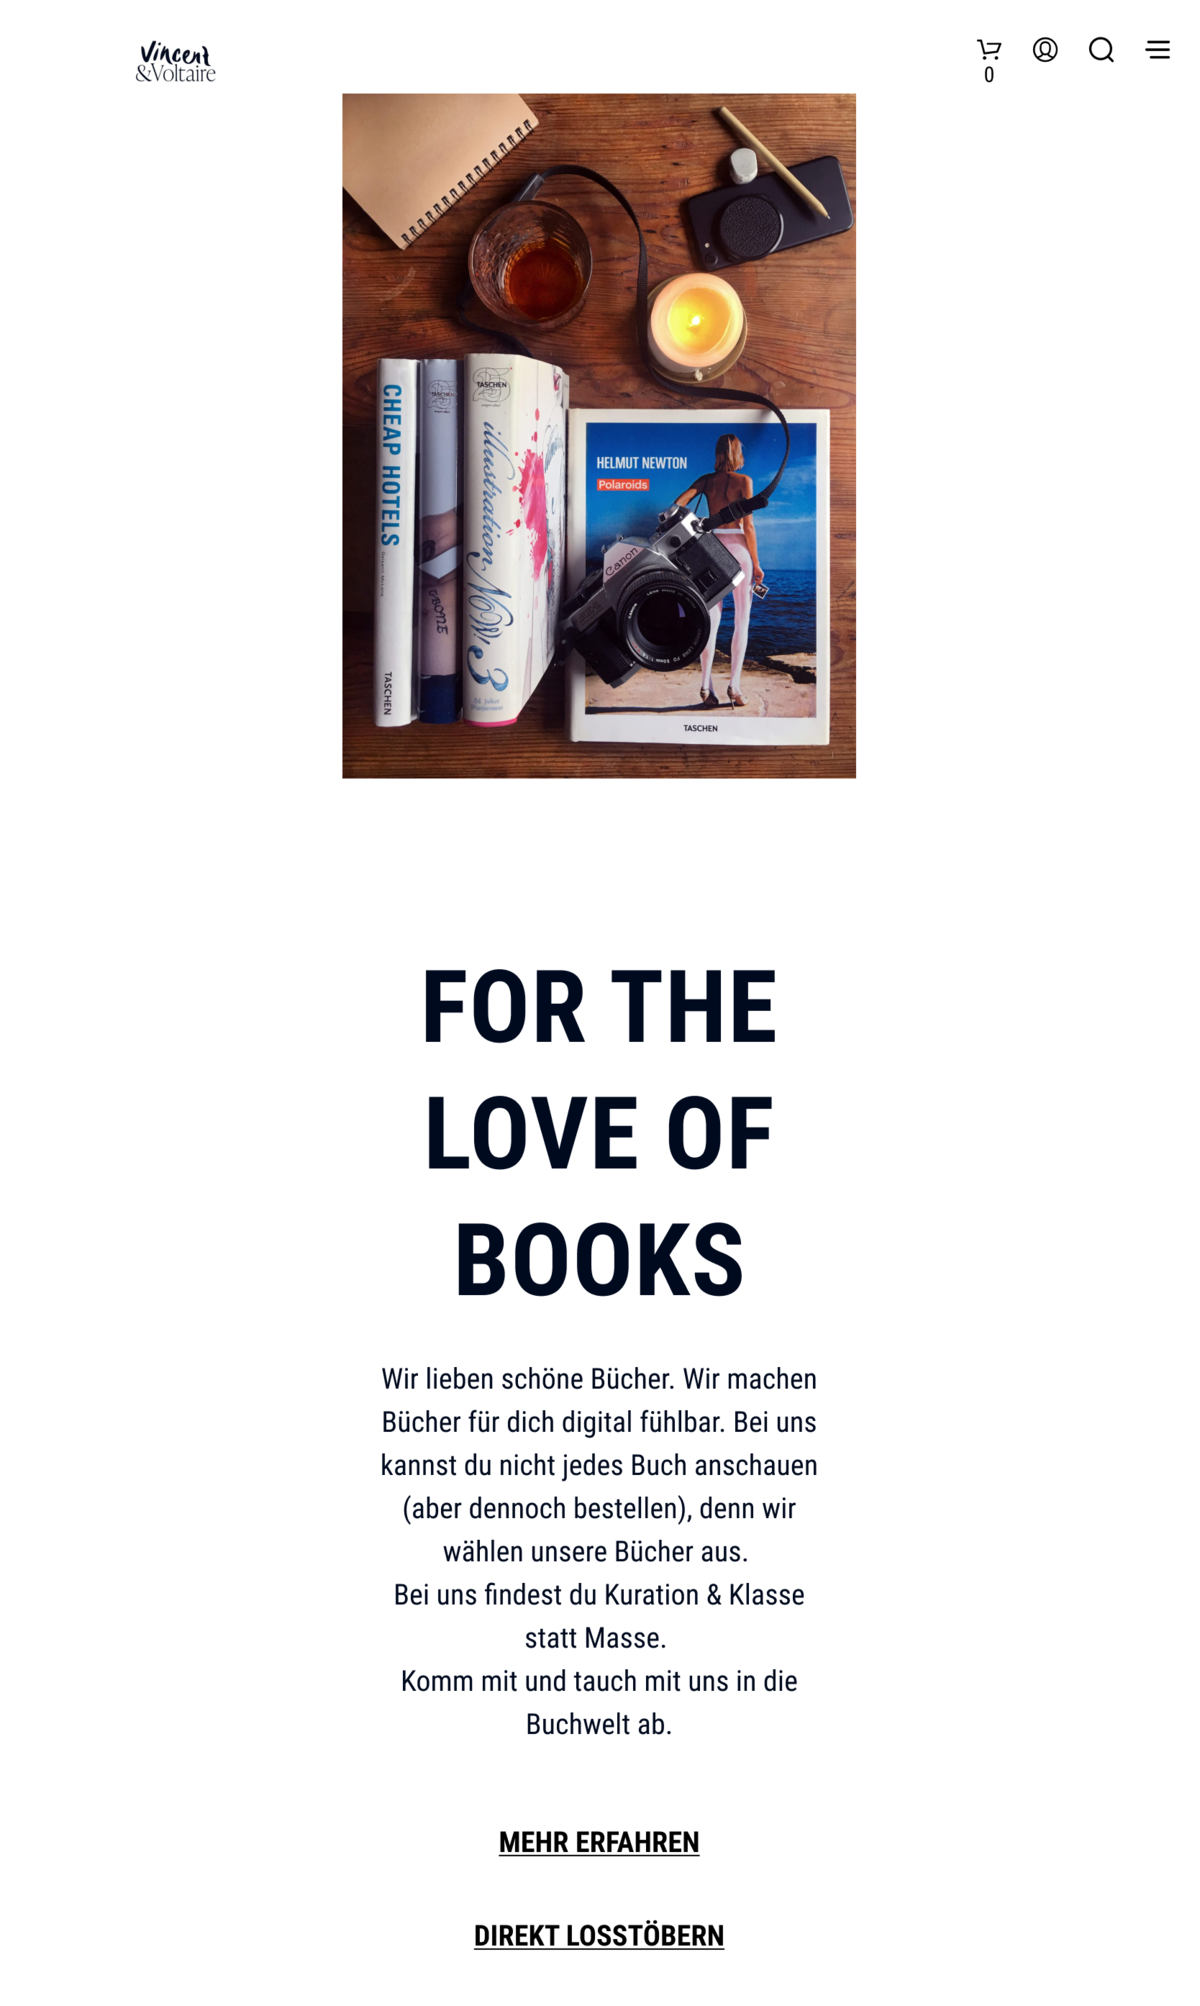 Vincent
&Voltaire
0
TASCHEN
TASCHEN
CHEAP HOTELS
illustration NOW! 3
HELMUT NEWTON
Polaroids
Canon
TASCHEN
TASCHEN
FOR THE
LOVE OF
BOOKS
Wir lieben schöne Bücher. Wir machen
Bücher für dich digital fühlbar. Bei uns
kannst du nicht jedes Buch anschauen
(aber dennoch bestellen), denn wir
wählen unsere Bücher aus.
Bei uns findest du Kuration & Klasse
statt Masse.
Komm mit und tauch mit uns in die
Buchwelt ab.
MEHR ERFAHREN
DIREKT LOSSTÖBERN